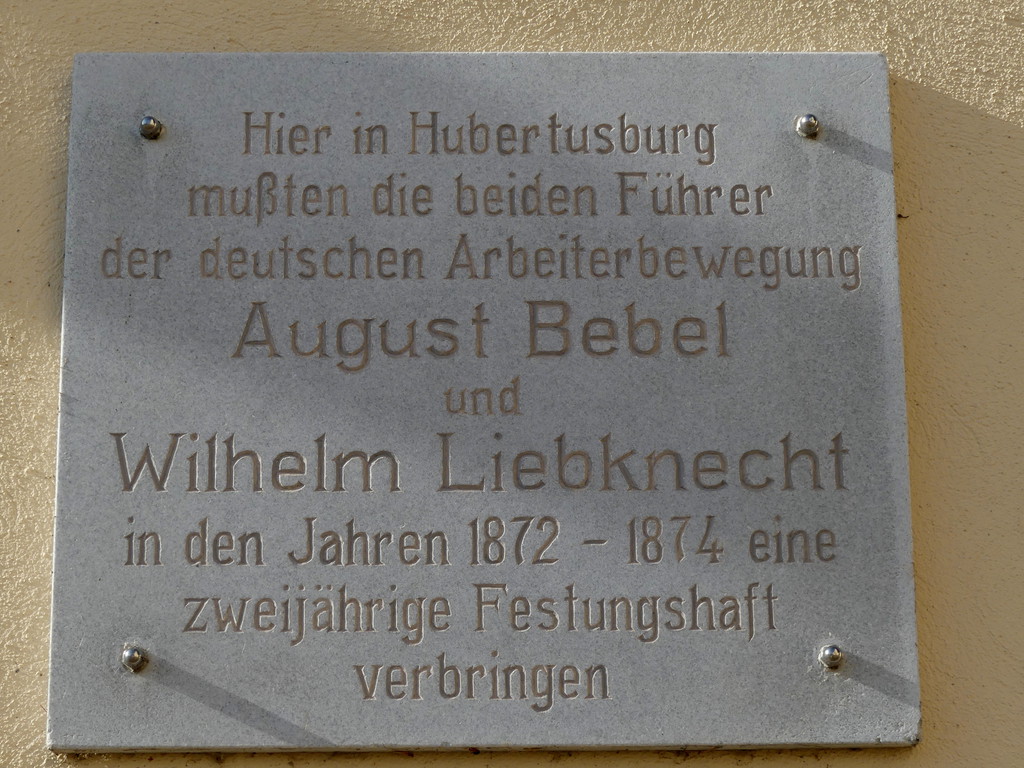 Hier in Hubertusburg
mußten die beiden Führer
der deutschen Arbeiterbewegung
August Bebel
und
Wilhelm Liebknecht
in den Jahren 1872 - 1874 eine
zweijährige Festungshaft
verbringen